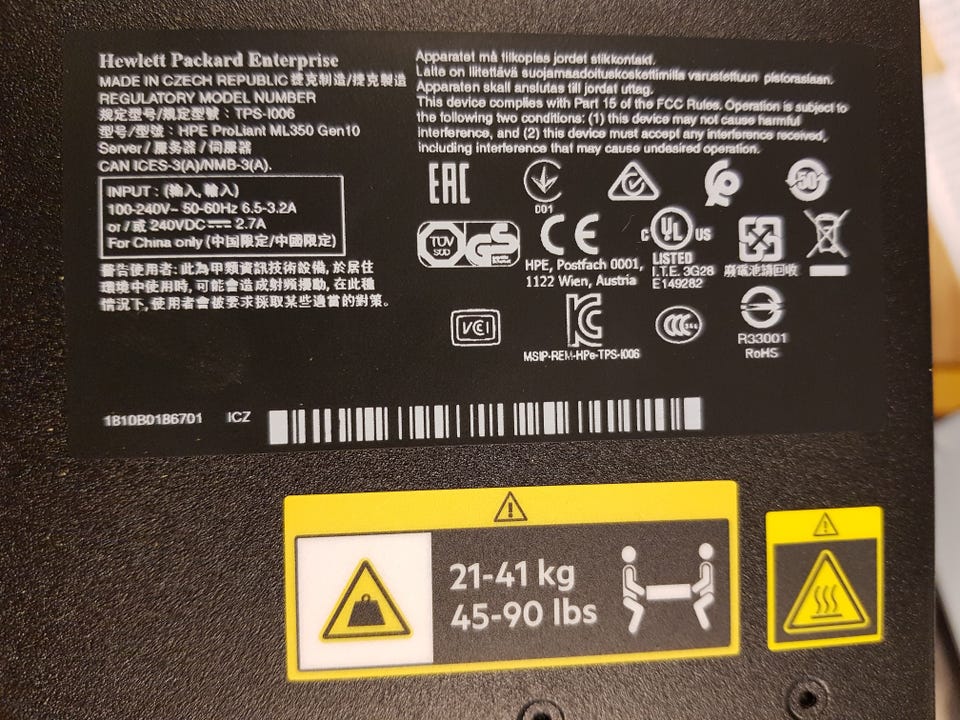 Hewlett Packard Enterprise
MADE IN CZECH REPUBLIC 捷克制造/捷克製造
REGULATORY MODEL NUMBER
规定型号/規定型號 : TPS-I006
型号/型號 : HPE ProLiant ML350 Gen10
Server / 服务器 / 伺服器
CAN ICES-3(A)/NMB-3(A).
INPUT : (输入, 輸入)
100-240V~ 50-60Hz 6.5-3.2A
or / 或 240VDC⎓ 2.7A
For China only (中国限定/中國限定)
警告使用者: 此為甲類資訊技術設備, 於居住
環境中使用時, 可能會造成射頻擾動, 在此種
情況下, 使用者會被要求採取某些適當的對策。
Apparatet må tilkoples jordet stikkontakt.
Laite on liitettävä suojamaadoituskoskettimilla varustettuun pistorasiaan.
Apparaten skall anslutas till jordat uttag.
This device complies with Part 15 of the FCC Rules. Operation is subject to
the following two conditions: (1) this device may not cause harmful
interference, and (2) this device must accept any interference received,
including interference that may cause undesired operation.
EAC
D01
50
TÜV
SÜD
GS
CE
HPE, Postfach 0001,
1122 Wien, Austria
C UL US
LISTED
I.T.E. 3G28
E149282
廢電池請回收
VCI
KC
MSIP-REM-HPe-TPS-I006
CCC
R33001
RoHS
1810B0186701 ICZ
21-41 kg
45-90 lbs